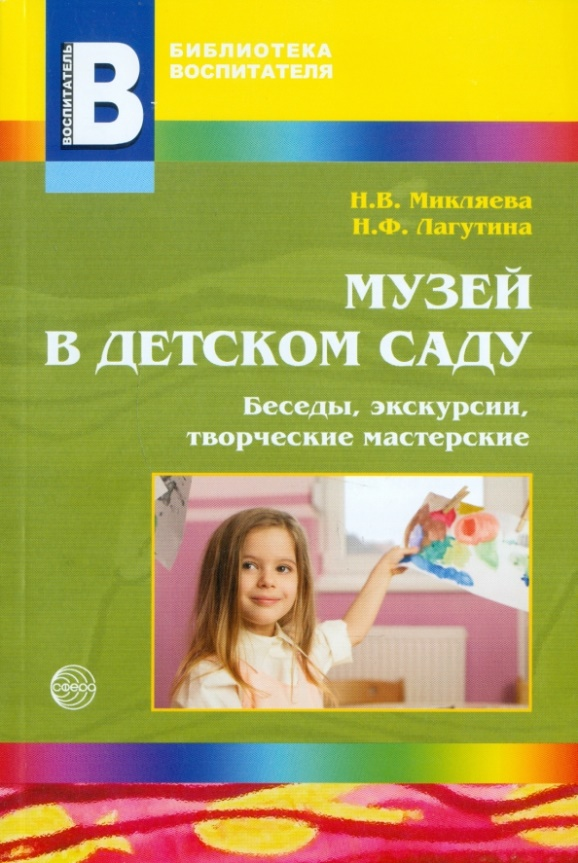 ВОСПИТАТЕЛЬ
В
БИБЛИОТЕКА
ВОСПИТАТЕЛЯ
Н.В. Микляева
Н.Ф. Лагутина
МУЗЕЙ
В ДЕТСКОМ САДУ
Беседы, экскурсии,
творческие мастерские
сфера